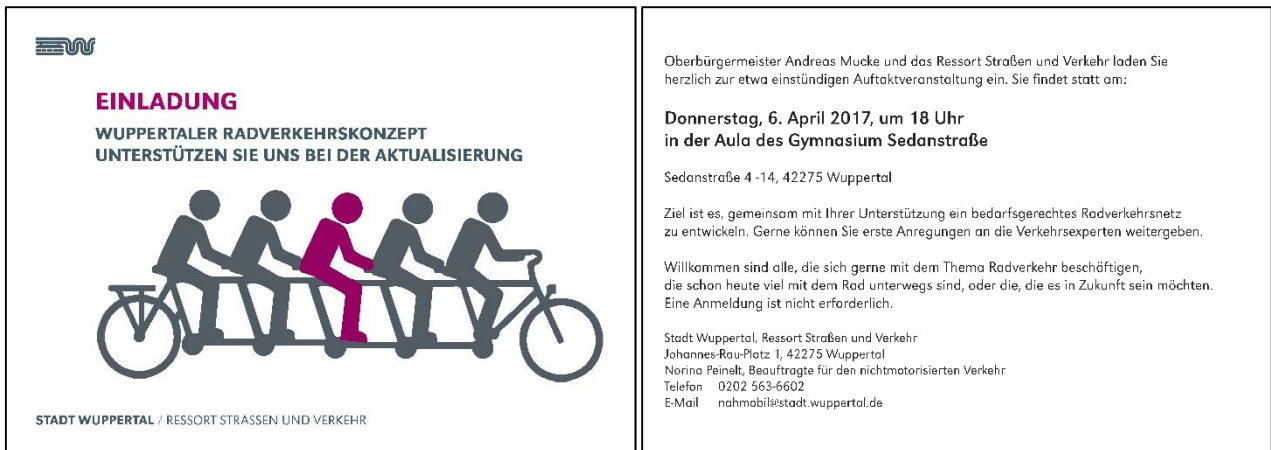 EINLADUNG
WUPPERTALER RADVERKEHRSKONZEPT
UNTERSTÜTZEN SIE UNS BEI DER AKTUALISIERUNG
STADT WUPPERTAL / RESSORT STRASSEN UND VERKEHR
Oberbürgermeister Andreas Mucke und das Ressort Straßen und Verkehr laden Sie
herzlich zur etwa einstündigen Auftaktveranstaltung ein. Sie findet statt am:
Donnerstag, 6. April 2017, um 18 Uhr
in der Aula des Gymnasium Sedanstraße
Sedanstraße 4 -14, 42275 Wuppertal
Ziel ist es, gemeinsam mit Ihrer Unterstützung ein bedarfsgerechtes Radverkehrsnetz
zu entwickeln. Gerne können Sie erste Anregungen an die Verkehrsexperten weitergeben.
Willkommen sind alle, die sich gerne mit dem Thema Radverkehr beschäftigen,
die schon heute viel mit dem Rad unterwegs sind, oder die, die es in Zukunft sein möchten.
Eine Anmeldung ist nicht erforderlich.
Stadt Wuppertal, Ressort Straßen und Verkehr
Johannes-Rau-Platz 1, 42275 Wuppertal
Norina Peinelt, Beauftragte für den nichtmotorisierten Verkehr
Telefon 0202 563-6602
E-Mail nahmobil@stadt.wuppertal.de